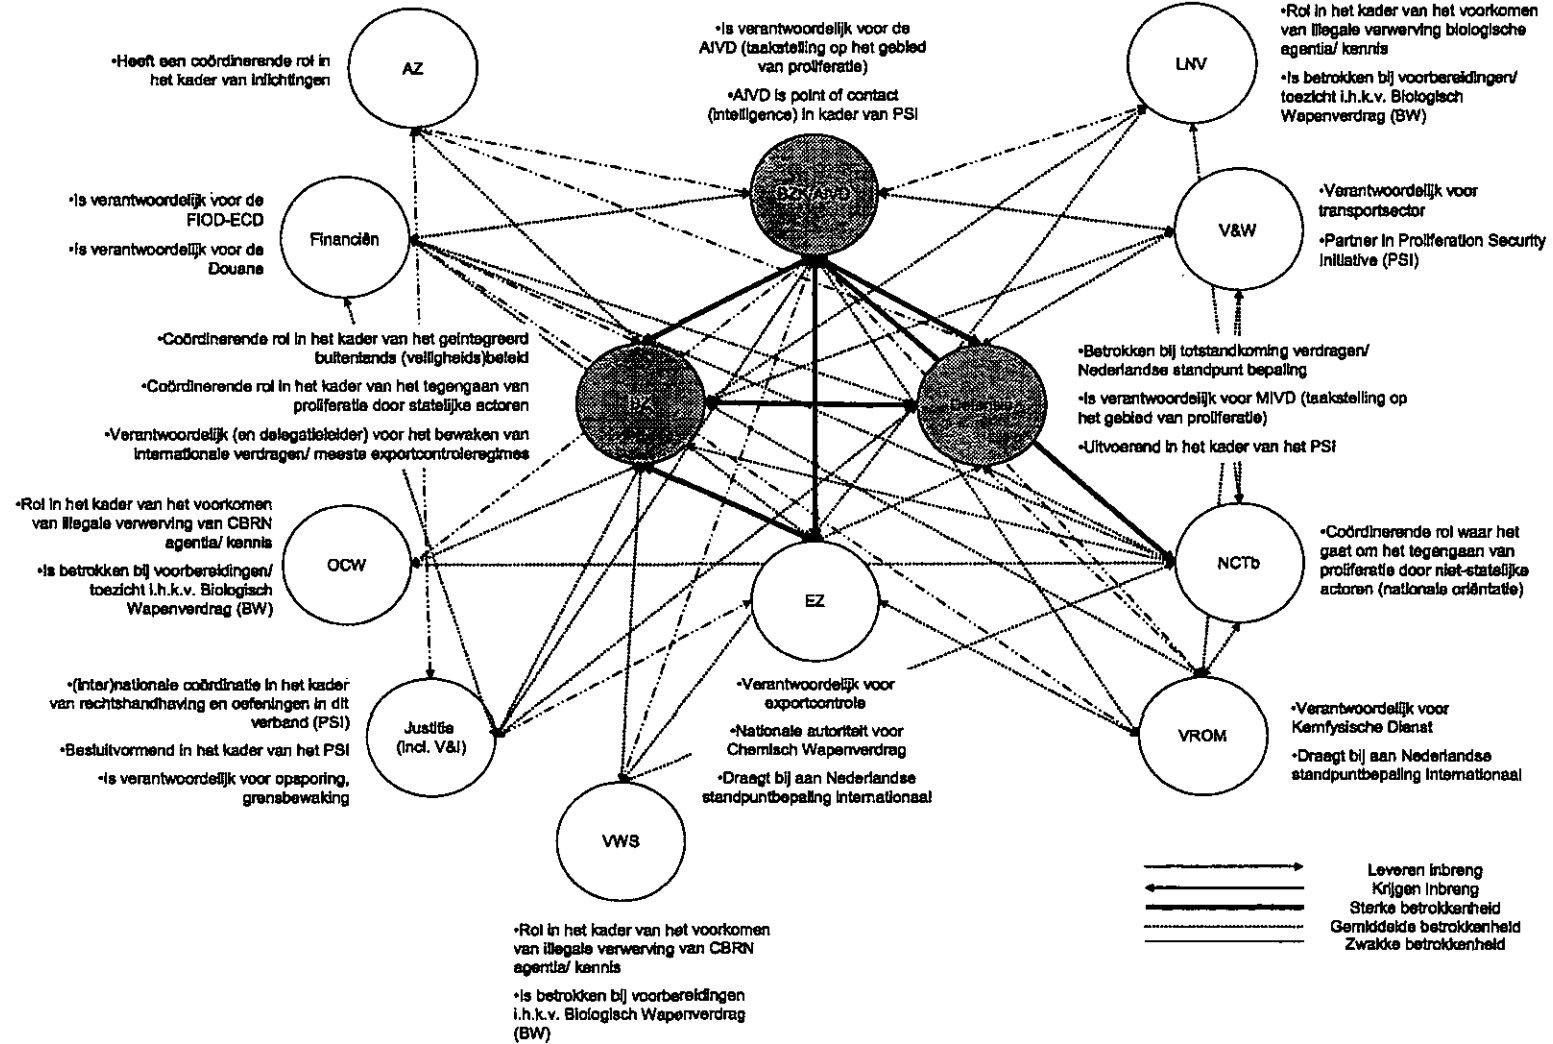 •Heeft een coördinerende rol in
het kader van inlichtingen
AZ
•Is verantwoordelijk voor de
AIVD (taakstelling op het gebied
van proliferatie)
•AIVD is point of contact
(intelligence) in kader van PSI
LNV
•Rol in het kader van het voorkomen
van illegale verwerving biologische
agentia/ kennis
•Is betrokken bij voorbereidingen/
toezicht i.h.k.v. Biologisch
Wapenverdrag (BW)
•Is verantwoordelijk voor de
FIOD-ECD
•Is verantwoordelijk voor de
Douane
Financiën
BZK/AIVD
V&W
•Verantwoordelijk voor
transportsector
•Partner in Proliferation Security
Initiative (PSI)
•Coördinerende rol in het kader van het geïntegreerd
buitenlands (veiligheids)beleid
•Coördinerende rol in het kader van het tegengaan van
proliferatie door statelijke actoren
•Verantwoordelijk (en delegatieleider) voor het bewaken van
internationale verdragen/ meeste exportcontroleregimes
BZ
Defensie
•Betrokken bij totstandkoming verdragen/
Nederlandse standpunt bepaling
•Is verantwoordelijk voor MIVD (taakstelling op
het gebied van proliferatie)
•Uitvoerend in het kader van het PSI
•Rol in het kader van het voorkomen
van illegale verwerving van CBRN
agentia/ kennis
•Is betrokken bij voorbereidingen/
toezicht i.h.k.v. Biologisch
Wapenverdrag (BW)
OCW
EZ
NCTb
•Coördinerende rol waar het
gaat om het tegengaan van
proliferatie door niet-statelijke
actoren (nationale oriëntatie)
•(inter)nationale coördinatie in het kader
van rechtshandhaving en oefeningen in dit
verband (PSI)
•Besluitvormend in het kader van het PSI
•Is verantwoordelijk voor opsporing,
grensbewaking
Justitie
(incl. V&I)
•Verantwoordelijk voor
exportcontrole
•Nationale autoriteit voor
Chemisch Wapenverdrag
•Draagt bij aan Nederlandse
standpuntbepaling internationaal
VROM
•Verantwoordelijk voor
Kernfysische Dienst
•Draagt bij aan Nederlandse
standpuntbepaling internationaal
VWS
•Rol in het kader van het voorkomen
van illegale verwerving van CBRN
agentia/ kennis
•Is betrokken bij voorbereidingen
i.h.k.v. Biologisch Wapenverdrag
(BW)
Leveren inbreng
Krijgen inbreng
Sterke betrokkenheid
Gemiddelde betrokkenheid
Zwakke betrokkenheid